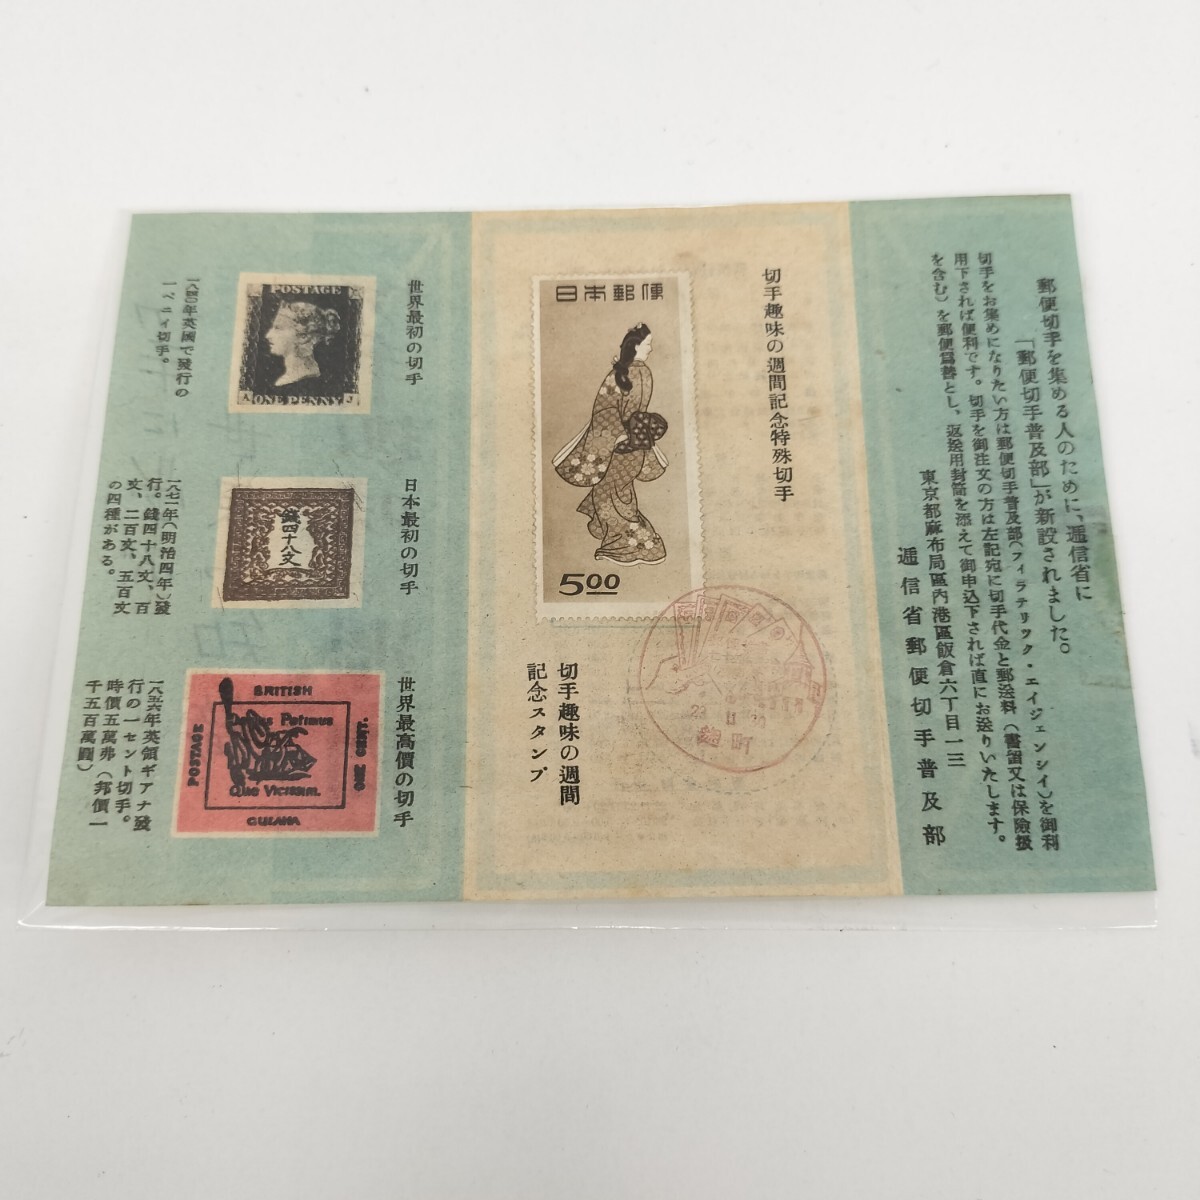 郵便切手を集める人のために、逓信省に
「郵便切手普及部」が新設されました。
切手をお集めになりたい方は郵便切手普及部(フィラテリック・エイジェンシイ)を御利
用下されば便利です。切手を御注文の方は左記宛に切手代金と郵送料(書留又は保険扱
を含む)を郵便爲替とし、返送用封筒を添えて御申込下されば直にお送りいたします。
東京都麻布局區內港區飯倉六丁目一三
逓信省郵便切手普及部
切手趣味の週間記念特殊切手
日本郵便
5.00
切手趣味の週間
記念スタンプ
23
11
麹町
世界最初の切手
POSTAGE
A ONE PENNY J
一八四〇年英國で發行の
一ペニイ切手。
日本最初の切手
錢四十八文
一八七一年(明治四年)發
行。錢四十八文、百
文、二百文、五百文
の四種がある。
世界最高價の切手
BRITISH
POSTAGE
Petimus
Que Vicissim.
ONE CENT.
GUIANA
一八五六年英領ギアナ發
行の一セント切手。
時價五萬弗(邦價一
千五百萬圓)